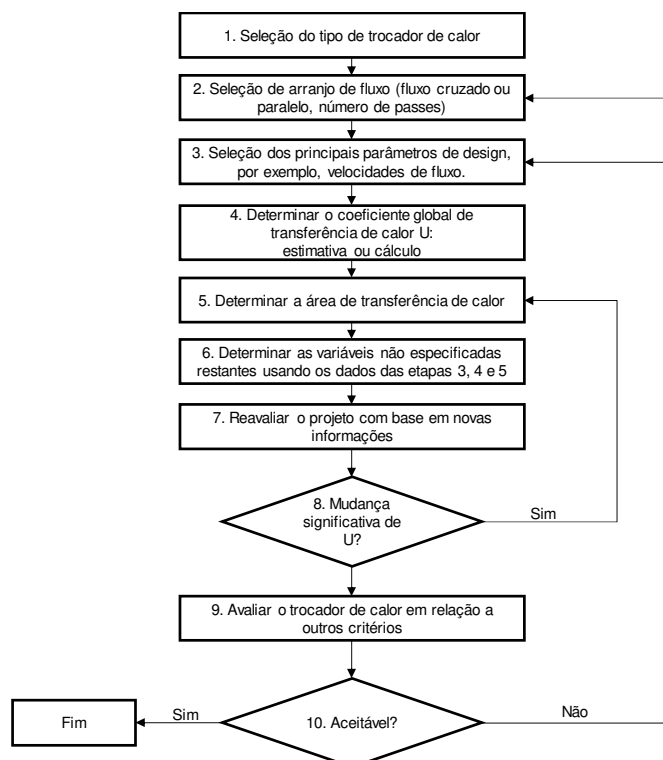 1. Seleção do tipo de trocador de calor
2. Seleção de arranjo de fluxo (fluxo cruzado ou
paralelo, número de passes)
3. Seleção dos principais parâmetros de design,
por exemplo, velocidades de fluxo.
4. Determinar o coeficiente global de
transferência de calor U:
estimativa ou cálculo
5. Determinar a área de transferência de calor
6. Determinar as variáveis não especificadas
restantes usando os dados das etapas 3, 4 e 5
7. Reavaliar o projeto com base em novas
informações
8. Mudança
significativa de
U?
Sim
9. Avaliar o trocador de calor em relação a
outros critérios
Fim
Sim
10. Aceitável?
Não